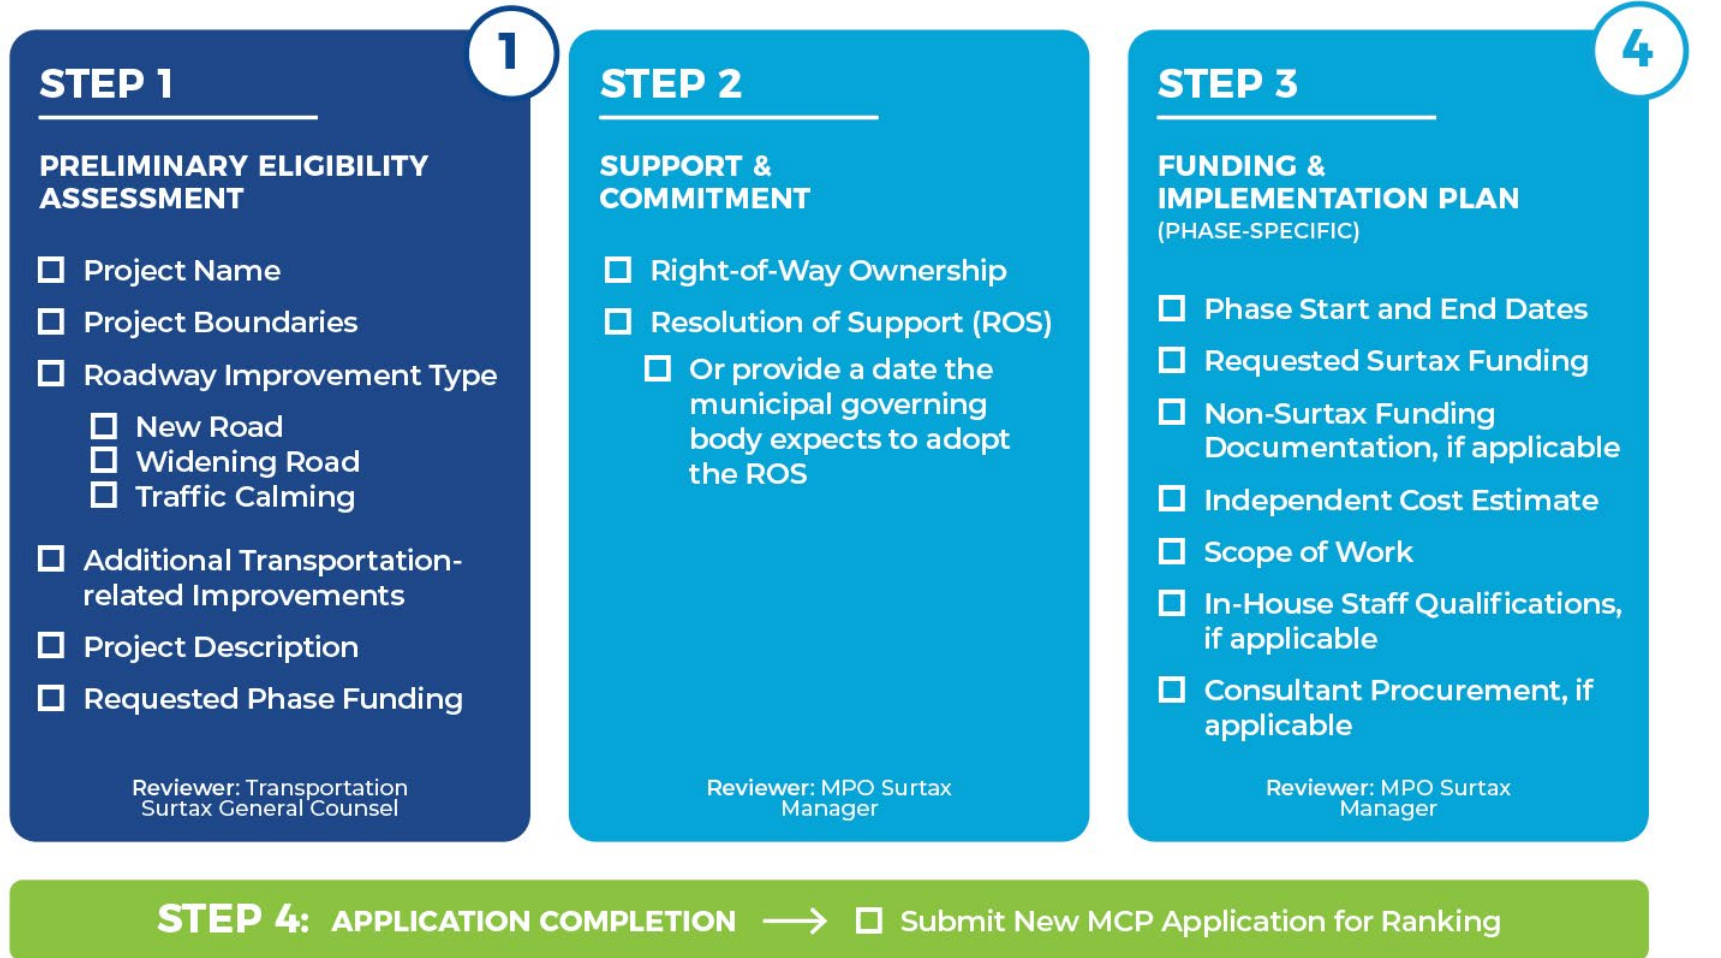 1
STEP 1
PRELIMINARY ELIGIBILITY
ASSESSMENT
Project Name
Project Boundaries
Roadway Improvement Type
New Road
Widening Road
Traffic Calming
Additional Transportation-
related Improvements
Project Description
Requested Phase Funding
Reviewer: Transportation
Surtax General Counsel
STEP 2
SUPPORT &
COMMITMENT
Right-of-Way Ownership
Resolution of Support (ROS)
Or provide a date the
municipal governing
body expects to adopt
the ROS
Reviewer: MPO Surtax
Manager
4
STEP 3
FUNDING &
IMPLEMENTATION PLAN
(PHASE-SPECIFIC)
Phase Start and End Dates
Requested Surtax Funding
Non-Surtax Funding
Documentation, if applicable
Independent Cost Estimate
Scope of Work
In-House Staff Qualifications,
if applicable
Consultant Procurement, if
applicable
Reviewer: MPO Surtax
Manager
STEP 4: APPLICATION COMPLETION → Submit New MCP Application for Ranking